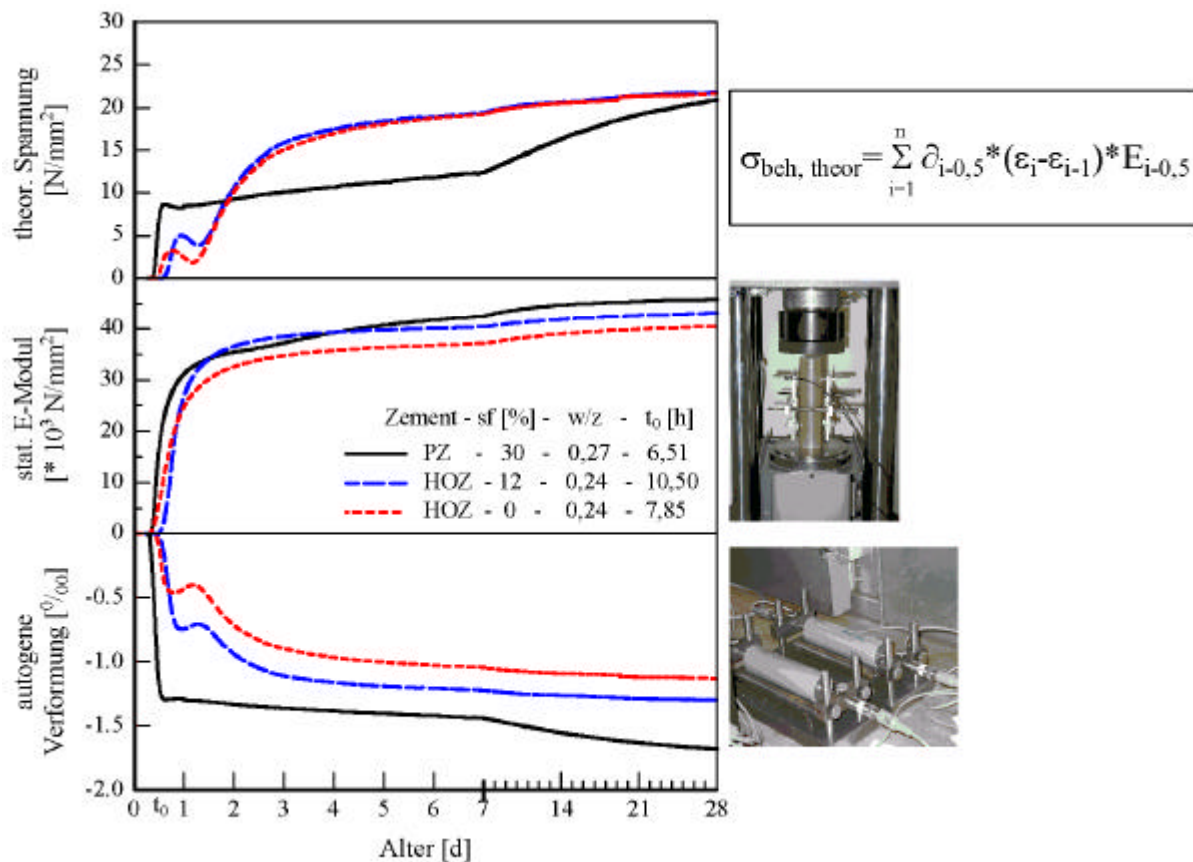 30
25
20
15
10
5
0
theor. Spannung
[N/mm²]
σbeh, theor= Σ ∂i-0,5*(εi-εi-1)*Ei-0,5
n
i=1
40
30
20
10
0
stat. E-Modul
[* 10³ N/mm²]
Zement - sf [%] - w/z - t₀ [h]
PZ - 30 - 0,27 - 6,51
HOZ - 12 - 0,24 - 10,50
HOZ - 0 - 0,24 - 7,85
-0.5
-1.0
-1.5
-2.0
autogene
Verformung [⁰/₀₀]
0 t₀ 1 2 3 4 5 6 7 14 21 28
Alter [d]